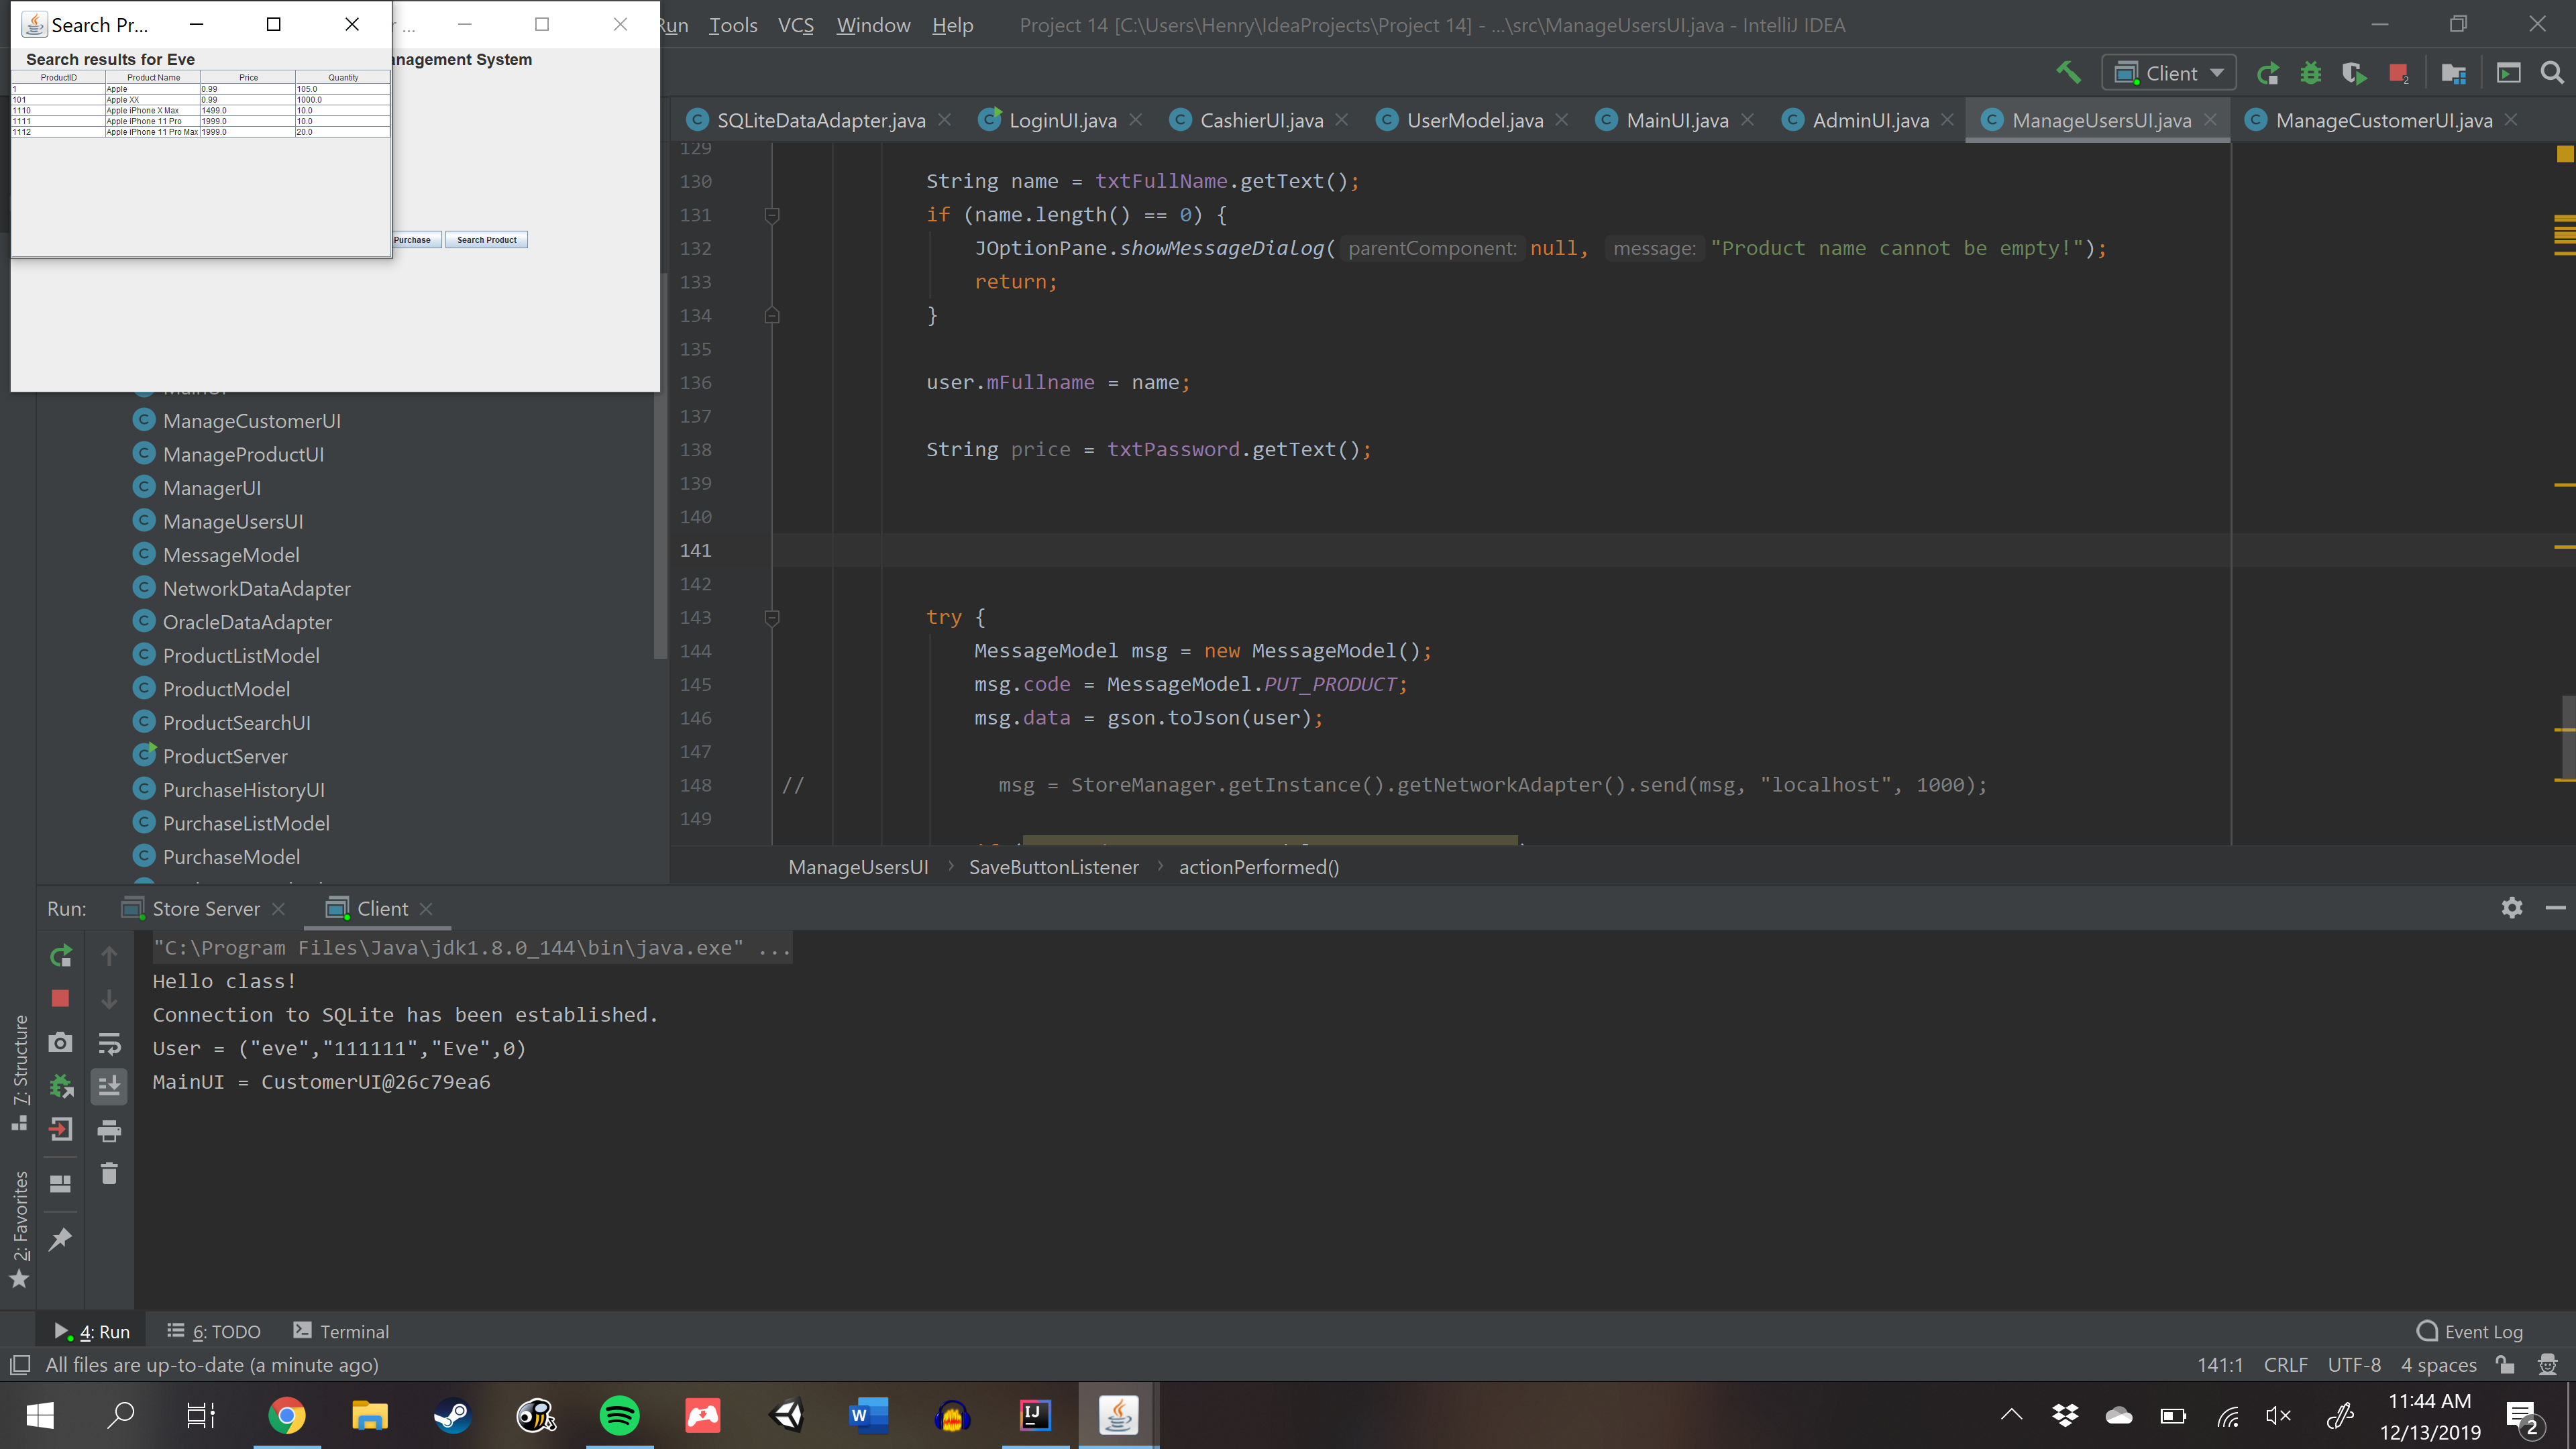 Search Pr...
r ...
Run Tools VCS Window Help
Project 14 [C:\Users\Henry\IdeaProjects\Project 14] - ...\src\ManageUsersUI.java - IntelliJ IDEA
Search results for Eve
nagement System
ProductID Product Name Price Quantity
1 Apple 0.99 105.0
101 Apple XX 0.99 1000.0
1110 Apple iPhone X Max 1499.0 10.0
1111 Apple iPhone 11 Pro 1999.0 10.0
1112 Apple iPhone 11 Pro Max 1999.0 20.0
Purchase Search Product
Client
2
SQLiteDataAdapter.java LoginUI.java CashierUI.java UserModel.java MainUI.java AdminUI.java ManageUsersUI.java ManageCustomerUI.java
129
130 String name = txtFullName.getText();
131 if (name.length() == 0) {
132 JOptionPane.showMessageDialog( parentComponent: null, message: "Product name cannot be empty!");
133 return;
134 }
135
136 user.mFullname = name;
137
138 String price = txtPassword.getText();
139
140
141
142
143 try {
144 MessageModel msg = new MessageModel();
145 msg.code = MessageModel.PUT_PRODUCT;
146 msg.data = gson.toJson(user);
147
148 // msg = StoreManager.getInstance().getNetworkAdapter().send(msg, "localhost", 1000);
149
MainUI
ManageCustomerUI
ManageProductUI
ManagerUI
ManageUsersUI
MessageModel
NetworkDataAdapter
OracleDataAdapter
ProductListModel
ProductModel
ProductSearchUI
ProductServer
PurchaseHistoryUI
PurchaseListModel
PurchaseModel
ManageUsersUI › SaveButtonListener › actionPerformed()
Run: Store Server Client
"C:\Program Files\Java\jdk1.8.0_144\bin\java.exe" ...
Hello class!
Connection to SQLite has been established.
User = ("eve","111111","Eve",0)
MainUI = CustomerUI@26c79ea6
7: Structure
2: Favorites
4: Run 6: TODO Terminal
Event Log
All files are up-to-date (a minute ago)
141:1 CRLF UTF-8 4 spaces
W
IJ
11:44 AM
12/13/2019
2